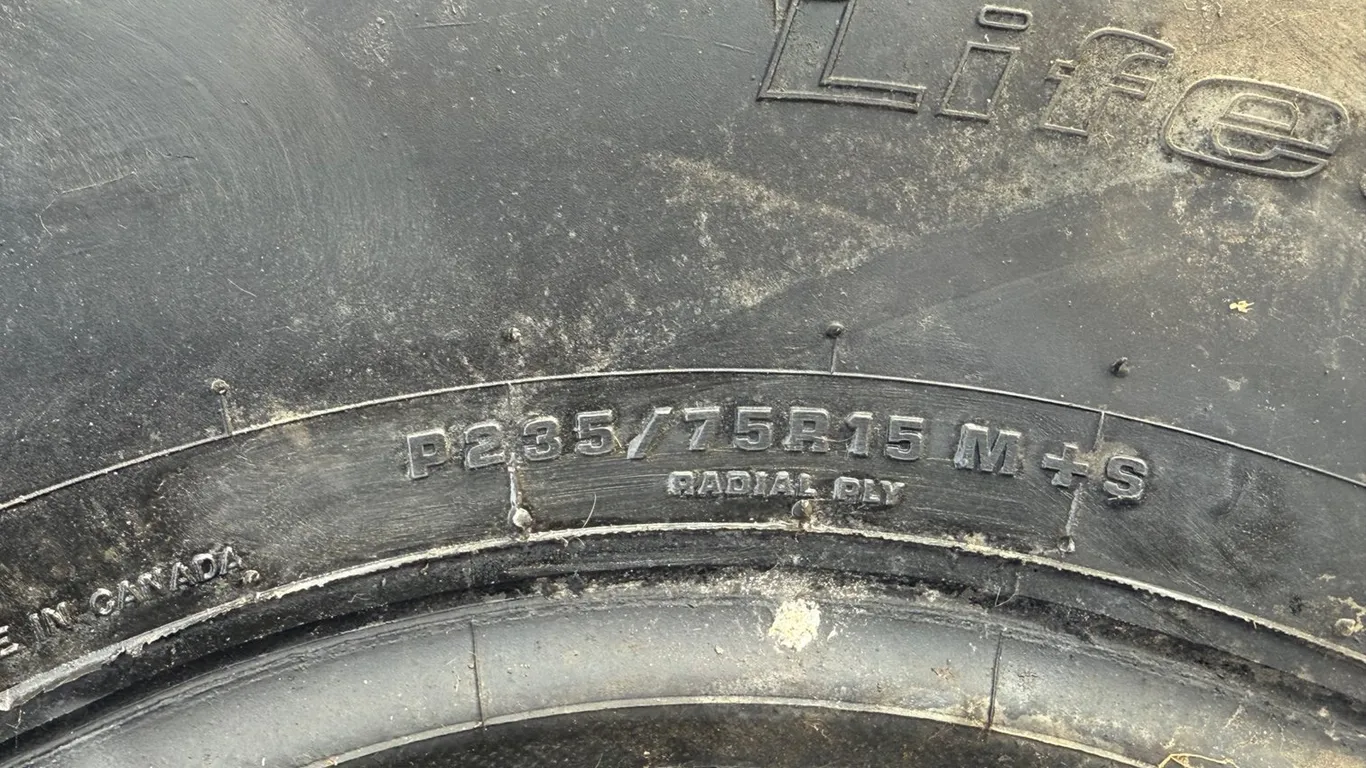 Life
P235/75R15 M+S
RADIAL PLY
E IN CANADA